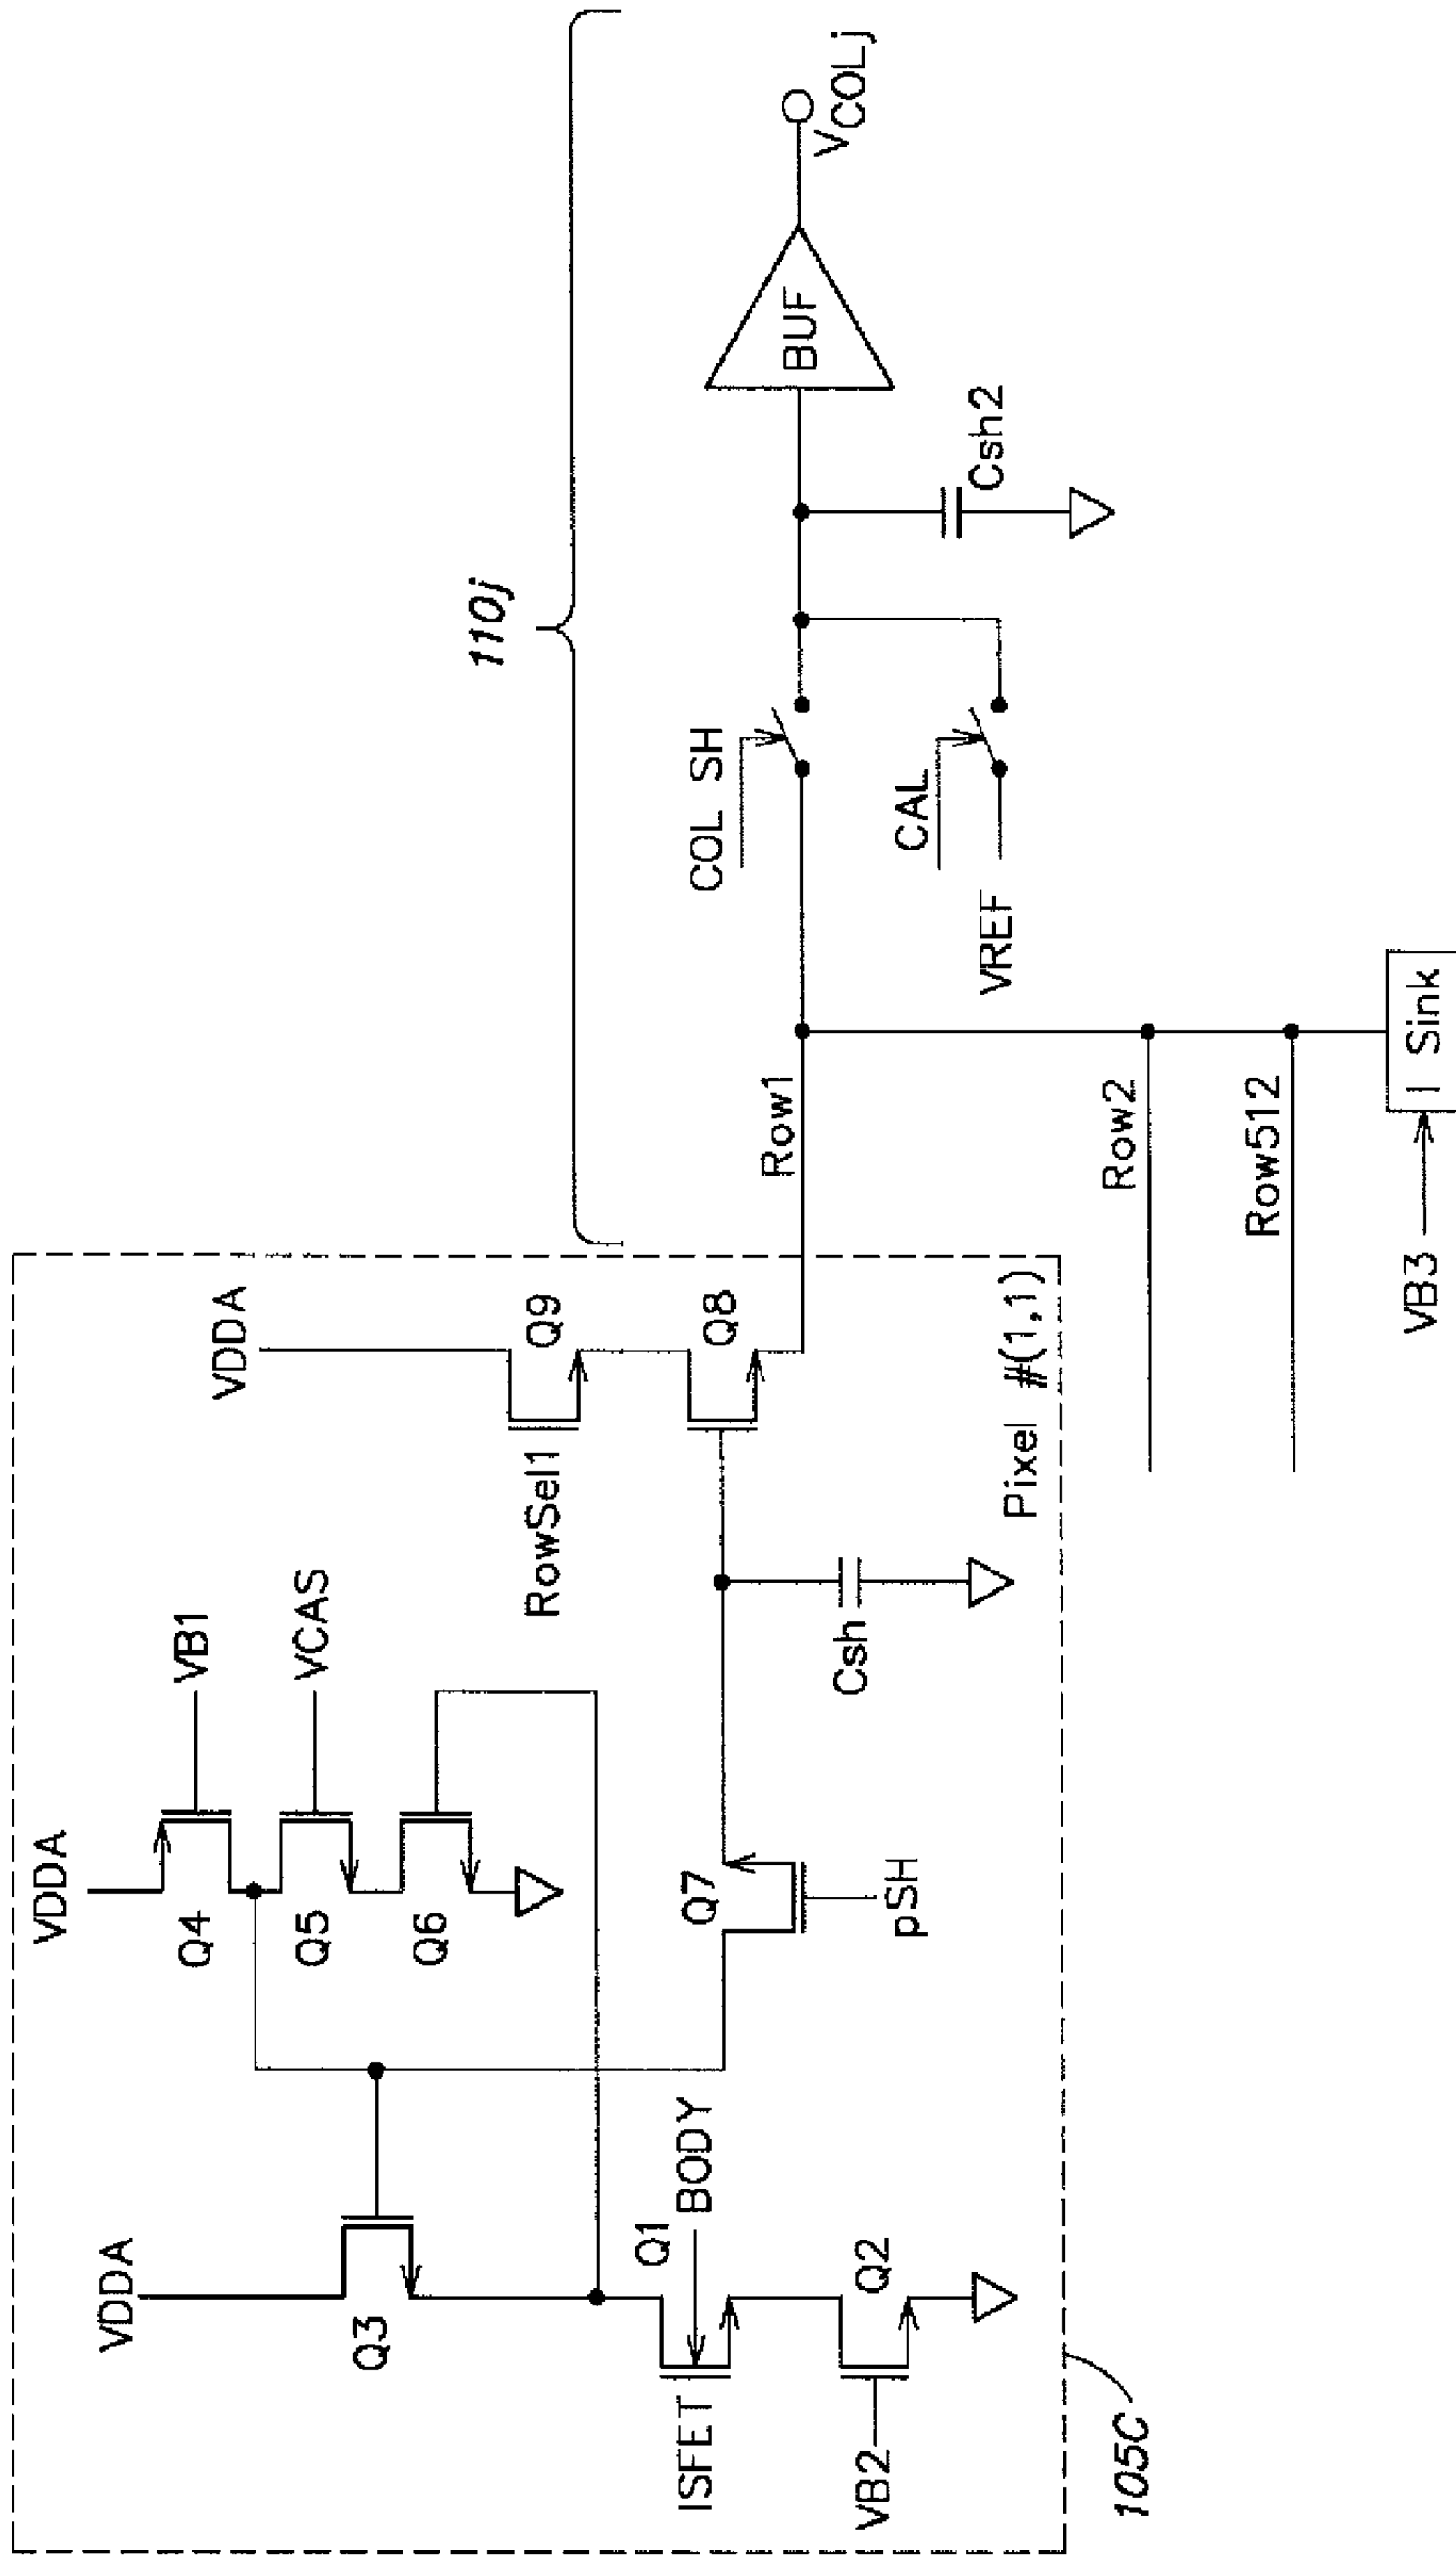 110j
VDDA
VDDA
VB1
VCAS
VDDA
Q4
Q5
Q6
Q3
RowSel1
Q9
Q8
Q7
pSH
Csh
ISFET
Q1
BODY
VB2
Q2
Pixel #(1,1)
105C
Row1
Row2
Row512
VB3
I Sink
COL SH
CAL
VREF
Csh2
BUF
VCOLj